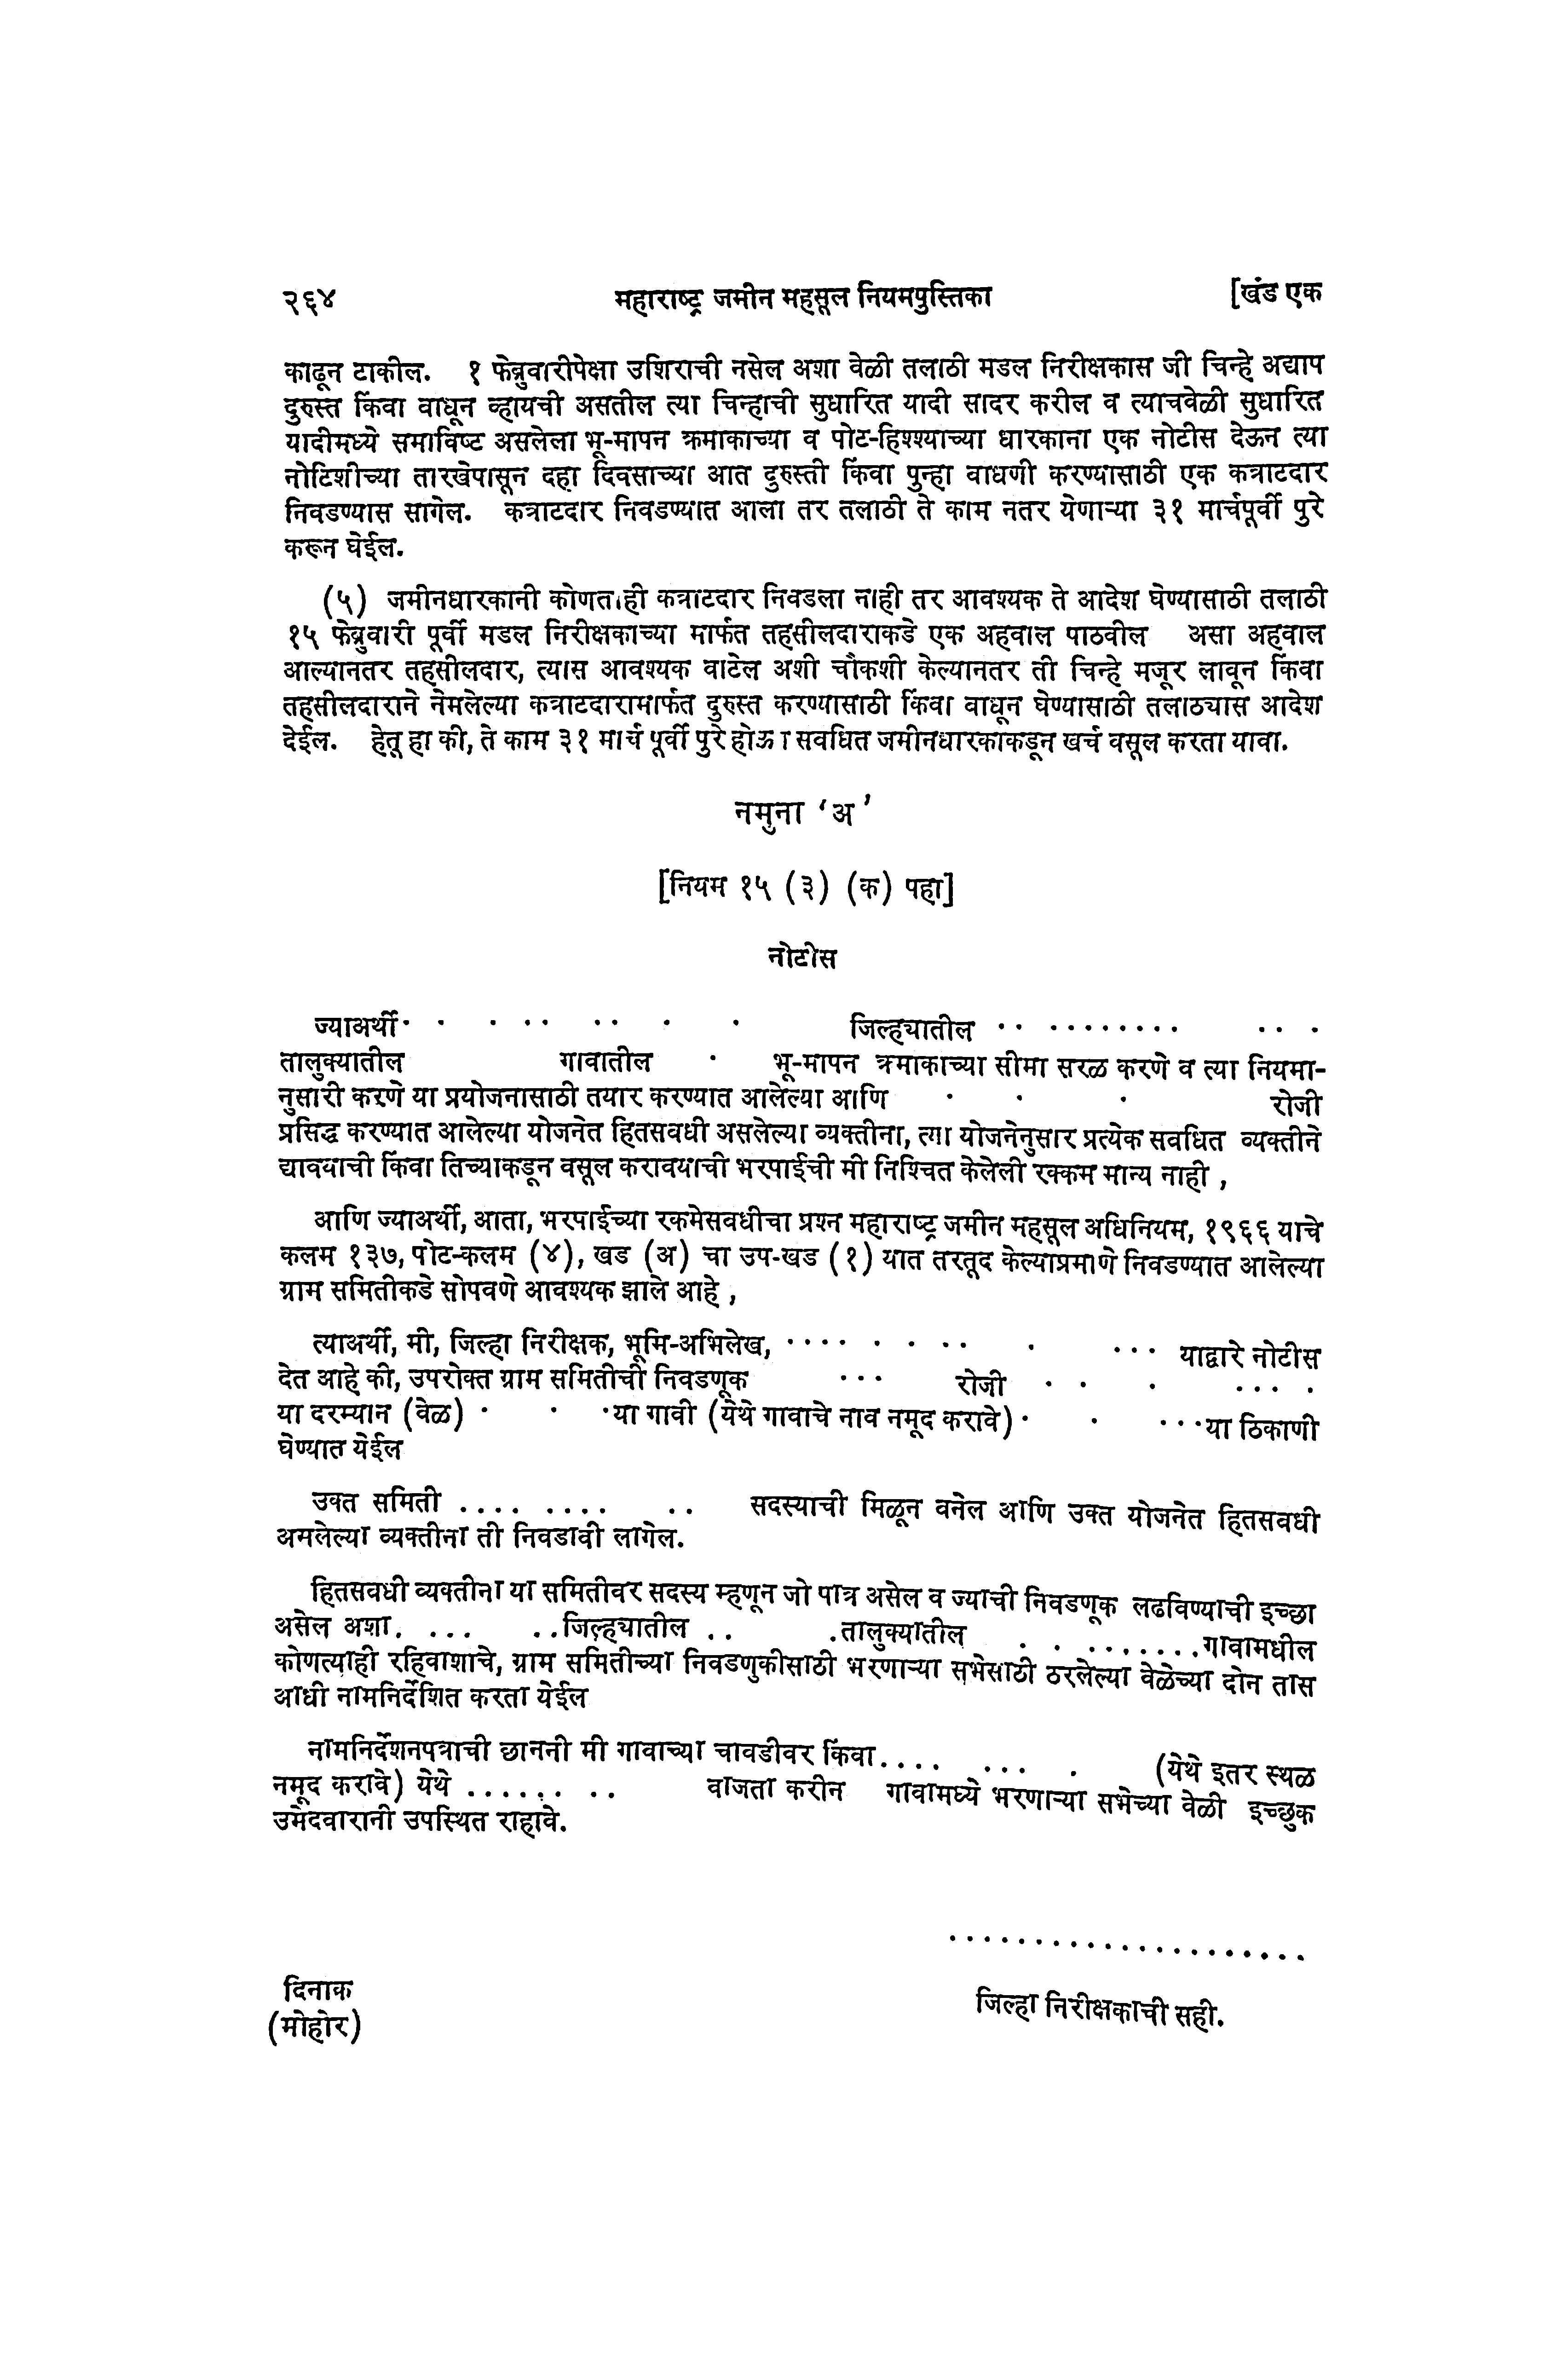 २६४ महाराष्ट्र जमीन महसूल नियमपुस्तिका [खंड एक
काढून टाकील. १ फेब्रुवारीपेक्षा उशिराची नसेल अशा वेळी तलाठी मडल निरीक्षकास जी चिन्हे अद्याप
दुरुस्त किंवा वाधून व्हायची असतील त्या चिन्हाची सुधारित यादी सादर करील व त्याचवेळी सुधारित
यादीमध्ये समाविष्ट असलेला भू-मापन क्रमाकाच्या व पोट-हिश्श्याच्या धारकाना एक नोटीस देऊन त्या
नोटिशीच्या तारखेपासून दहा दिवसाच्या आत दुरुस्ती किंवा पुन्हा वाधणी करण्यासाठी एक कत्राटदार
निवडण्यास सागेल. कत्राटदार निवडण्यात आला तर तलाठी ते काम नतर येणाऱ्या ३१ मार्चपूर्वी पुरे
करून घेईल.
(५) जमीनधारकानी कोणताही कत्राटदार निवडला नाही तर आवश्यक ते आदेश घेण्यासाठी तलाठी
१५ फेब्रुवारी पूर्वी मडल निरीक्षकाच्या मार्फत तहसीलदाराकडे एक अहवाल पाठवील असा अहवाल
आल्यानतर तहसीलदार, त्यास आवश्यक वाटेल अशी चौकशी केल्यानतर ती चिन्हे मजूर लावून किंवा
तहसीलदाराने नेमलेल्या कत्राटदारामार्फत दुरुस्त करण्यासाठी किंवा वाधून घेण्यासाठी तलाठ्यास आदेश
देईल. हेतू हा की, ते काम ३१ मार्च पूर्वी पुरे होऊा सवधित जमीनधारकाकडून खर्च वसूल करता यावा.
नमुना ‘अ’
[नियम १५ (३) (क) पहा]
नोटीस
ज्याअर्थी· · · ·· ·· · · जिल्ह्यातील ·· ········ ·· ·
तालुक्यातील गावातील · भू-मापन क्रमाकाच्या सीमा सरळ करणे व त्या नियमा-
नुसारी करणे या प्रयोजनासाठी तयार करण्यात आलेल्या आणि · · · रोजी
प्रसिद्ध करण्यात आलेल्या योजनेत हितसवधी असलेल्या व्यक्तीना, त्या योजनेनुसार प्रत्येक सवधित व्यक्तीने
द्यावयाची किंवा तिच्याकडून वसूल करावयाची भरपाईची मी निश्चित केलेली रक्कम मान्य नाही ,
आणि ज्याअर्थी, आता, भरपाईच्या रकमेसवधीचा प्रश्न महाराष्ट्र जमीन महसूल अधिनियम, १९६६ याचे
कलम १३७, पोट-कलम (४), खड (अ) चा उप-खड (१) यात तरतूद केल्याप्रमाणे निवडण्यात आलेल्या
ग्राम समितीकडे सोपवणे आवश्यक झाले आहे ,
त्याअर्थी, मी, जिल्हा निरीक्षक, भूमि-अभिलेख, ···· · · ·· · ··· याद्वारे नोटीस
देत आहे की, उपरोक्त ग्राम समितीची निवडणूक ··· रोजी · · · ··· ·
या दरम्यान (वेळ) · · ·या गावी (येथे गावाचे नाव नमूद करावे)· · ···या ठिकाणी
घेण्यात येईल
उक्त समिती .... .... .. सदस्याची मिळून वनेल आणि उक्त योजनेत हितसवधी
अमलेल्या व्यक्तीना ती निवडावी लागेल.
हितसवधी व्यक्तीना या समितीवर सदस्य म्हणून जो पात्र असेल व ज्याची निवडणूक लढविण्याची इच्छा
असेल अशा. ... ..जिल्ह्यातील .. .तालुक्यातील . . .......गावामधील
कोणत्याही रहिवाशाचे, ग्राम समितीच्या निवडणुकीसाठी भरणाऱ्या सभेसाठी ठरलेल्या वेळेच्या दोन तास
आधी नामनिर्देशित करता येईल
नामनिर्देशनपत्राची छाननी मी गावाच्या चावडीवर किंवा.... ... . (येथे इतर स्थळ
नमूद करावे) येथे ...... .. वाजता करीन गावामध्ये भरणाऱ्या सभेच्या वेळी इच्छुक
उमेदवारानी उपस्थित राहावे.
.....................
दिनाक
जिल्हा निरीक्षकाची सही.
(मोहोर)